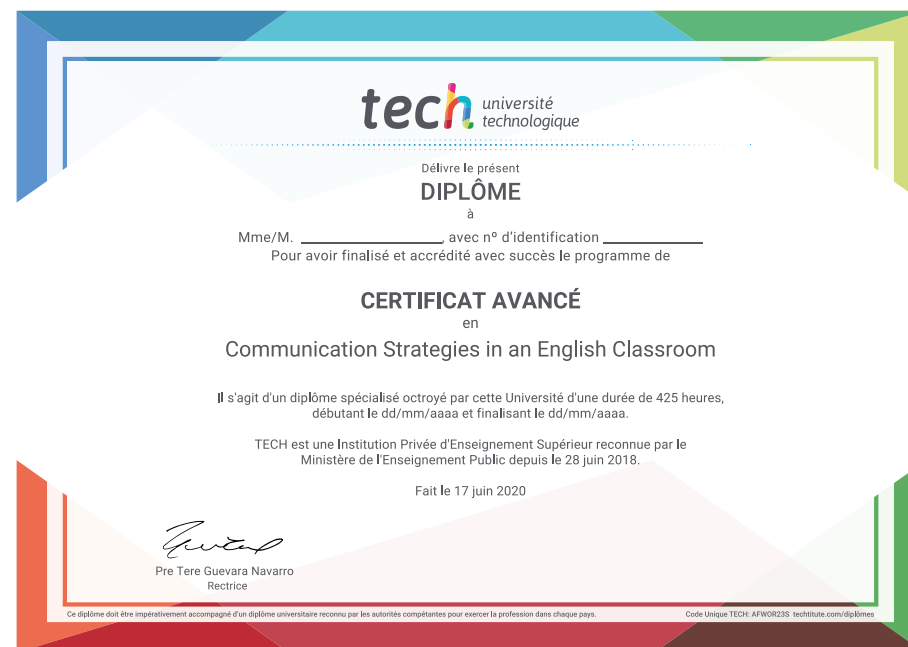 tech université
technologique
Délivre le présent
DIPLÔME
à
Mme/M. ____________________, avec nº d'identification ______________
Pour avoir finalisé et accrédité avec succès le programme de
CERTIFICAT AVANCÉ
en
Communication Strategies in an English Classroom
Il s'agit d'un diplôme spécialisé octroyé par cette Université d'une durée de 425 heures,
débutant le dd/mm/aaaa et finalisant le dd/mm/aaaa.
TECH est une Institution Privée d'Enseignement Supérieur reconnue par le
Ministère de l'Enseignement Public depuis le 28 juin 2018.
Fait le 17 juin 2020
Pre Tere Guevara Navarro
Rectrice
Ce diplôme doit être impérativement accompagné d'un diplôme universitaire reconnu par les autorités compétentes pour exercer la profession dans chaque pays.
Code Unique TECH: AFWOR23S techtitute.com/diplômes